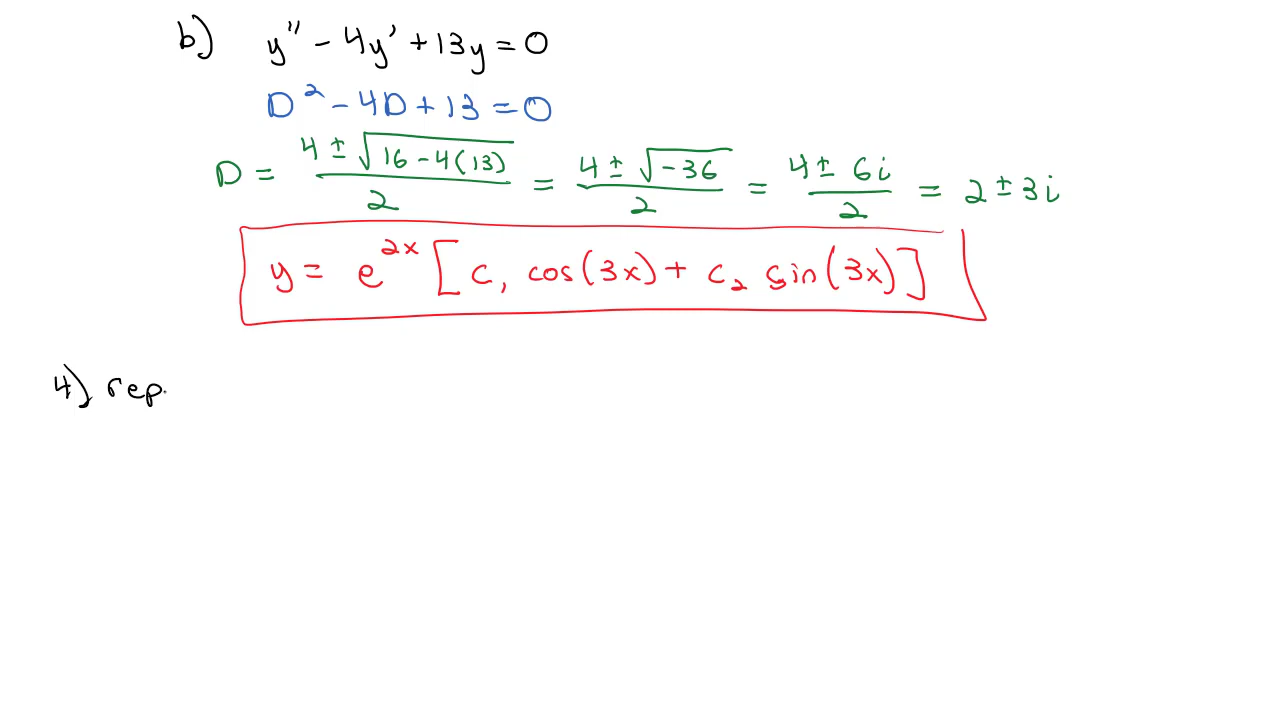 b) y'' - 4y' + 13y = 0
D² - 4D + 13 = 0
D = (4 ± √(16 - 4(13)))/2 = (4 ± √(-36))/2 = (4 ± 6i)/2 = 2 ± 3i
y = e^(2x) [c₁ cos(3x) + c₂ sin(3x)]
4) rep